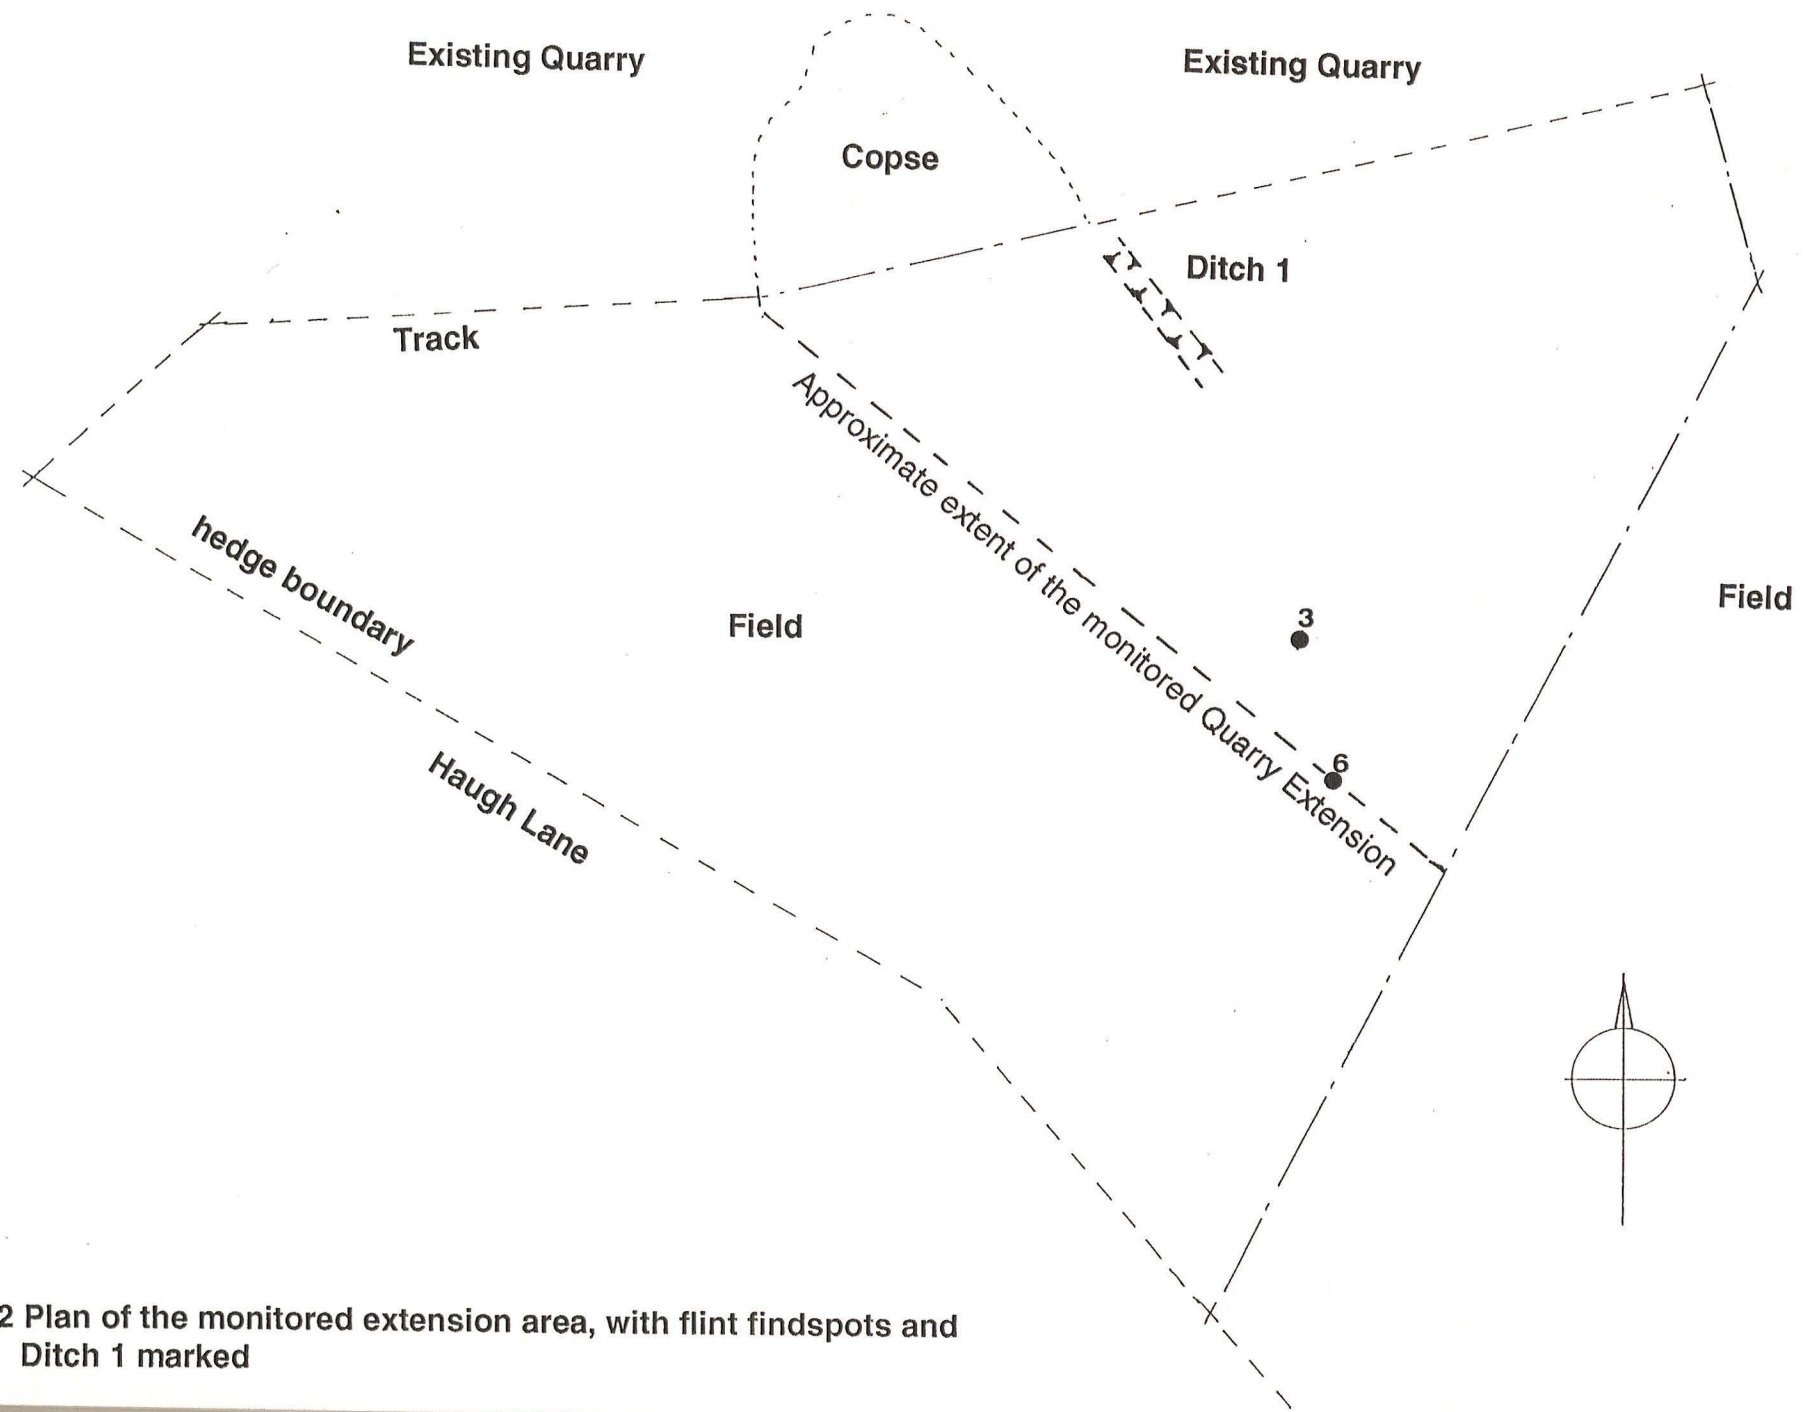 Existing Quarry
Existing Quarry
Copse
Ditch 1
Track
Approximate extent of the monitored Quarry Extension
hedge boundary
Field
Field
3
6
Haugh Lane
2 Plan of the monitored extension area, with flint findspots and
Ditch 1 marked